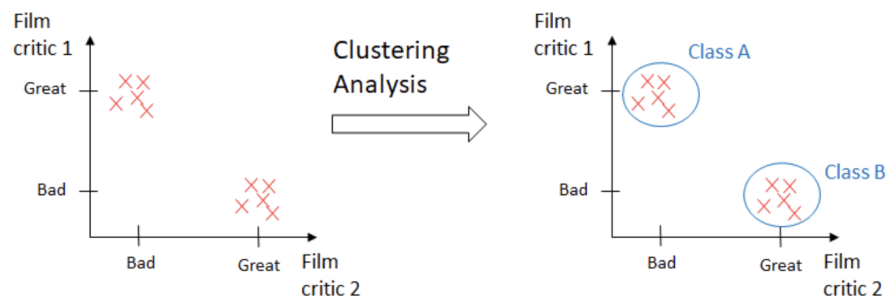 Film
critic 1
Great
Bad
Bad
Great
Film
critic 2
Clustering
Analysis
Film
critic 1
Class A
Great
Class B
Bad
Bad
Great
Film
critic 2